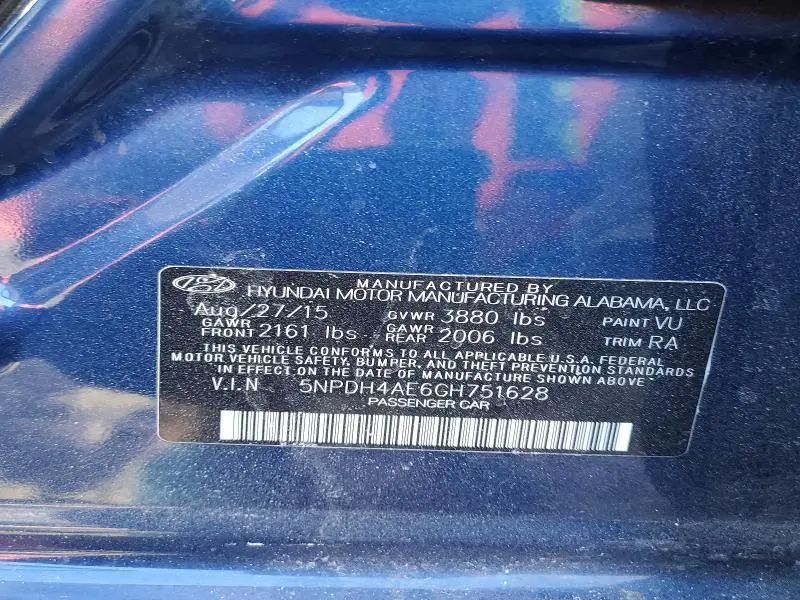 MANUFACTURED BY
HYUNDAI MOTOR MANUFACTURING ALABAMA, LLC
Aug/27/15 GVWR 3880 lbs PAINT VU
GAWR FRONT 2161 lbs GAWR REAR 2006 lbs TRIM RA
THIS VEHICLE CONFORMS TO ALL APPLICABLE U.S.A. FEDERAL
MOTOR VEHICLE SAFETY, BUMPER, AND THEFT PREVENTION STANDARDS
IN EFFECT ON THE DATE OF MANUFACTURE SHOWN ABOVE
V.I.N 5NPDH4AE6GH751628
PASSENGER CAR